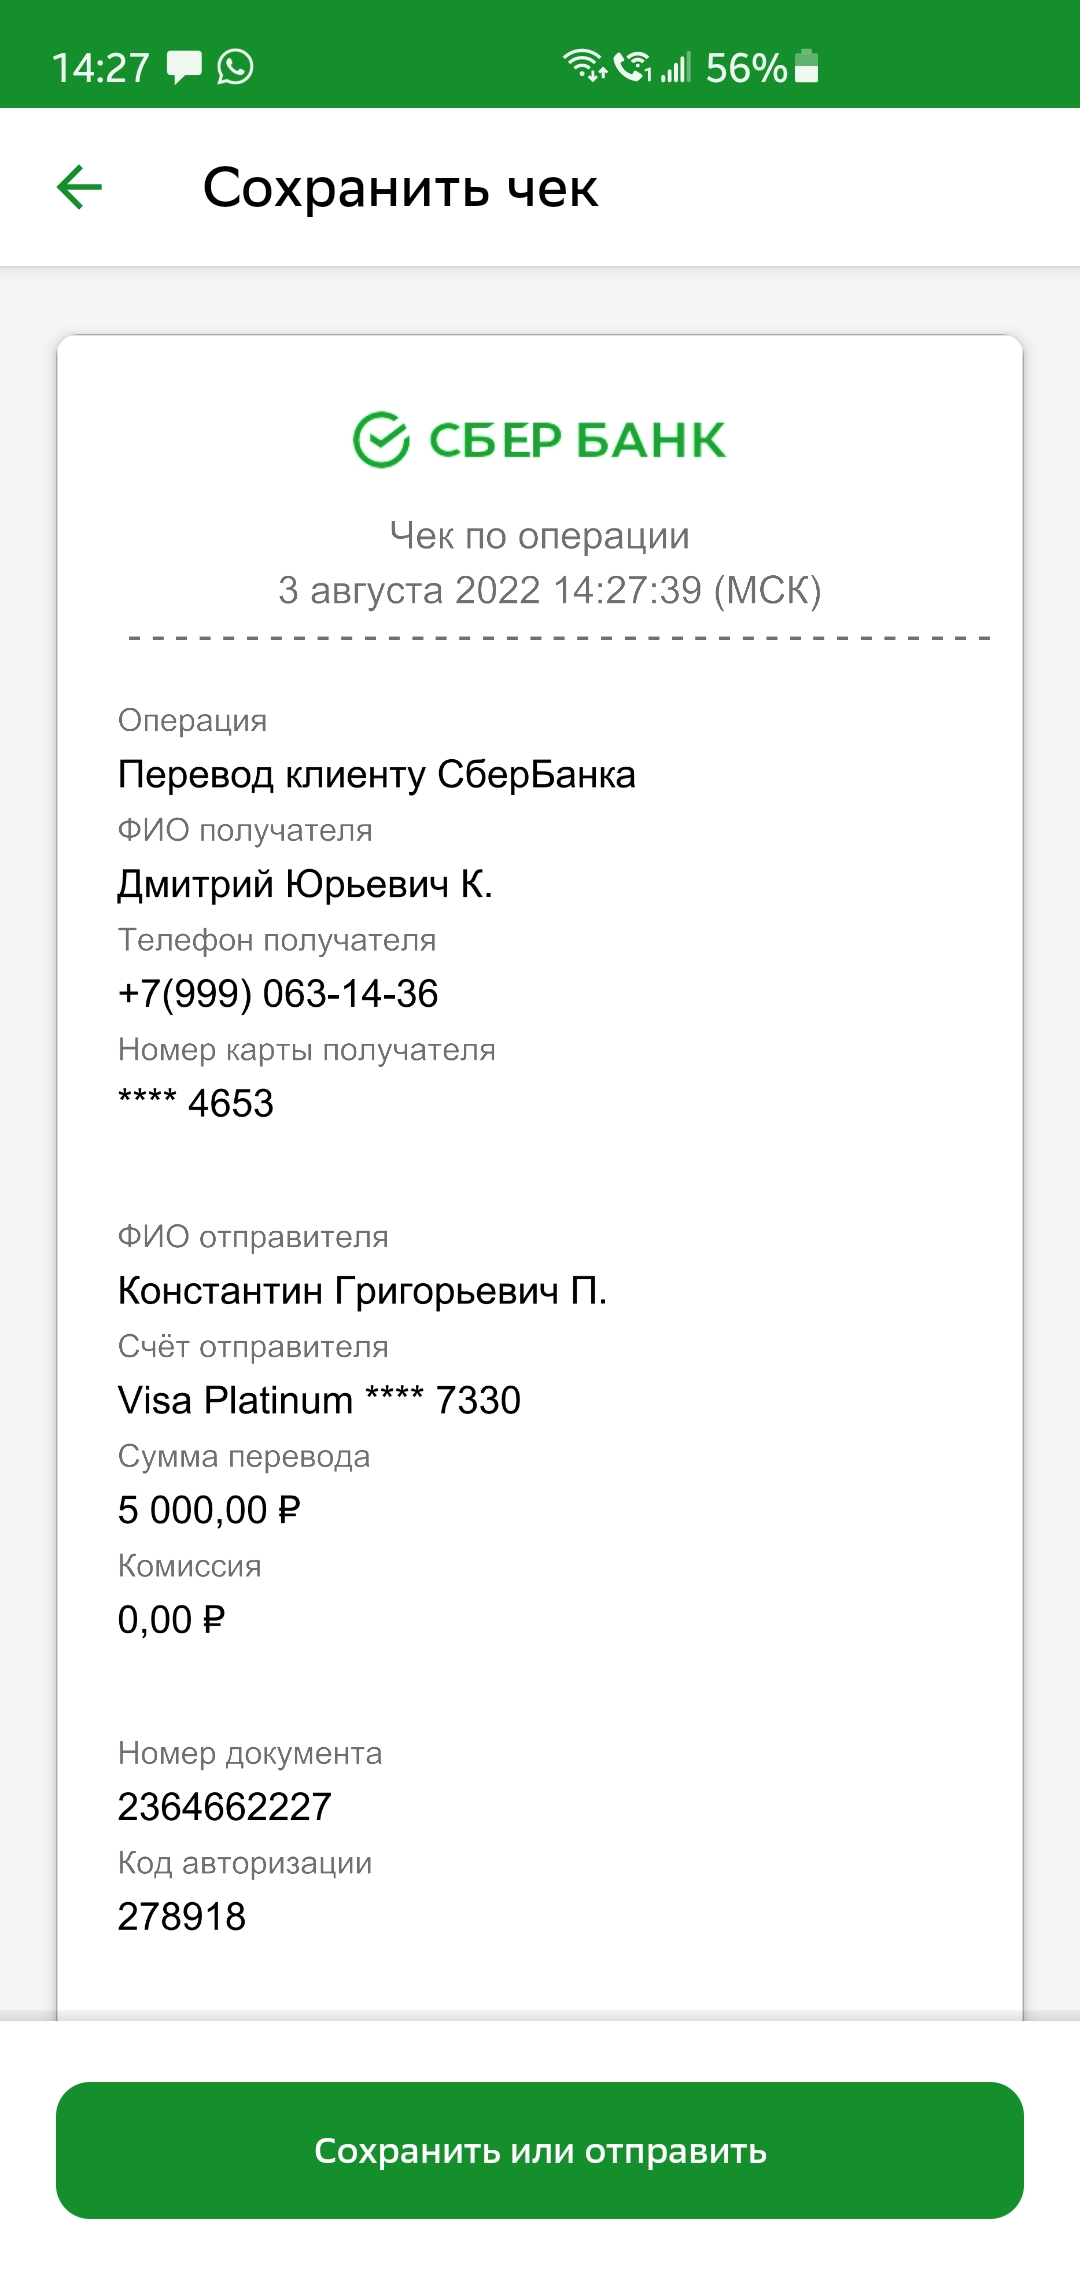 14:27 56%
Сохранить чек
СБЕР БАНК
Чек по операции
3 августа 2022 14:27:39 (МСК)
Операция
Перевод клиенту СберБанка
ФИО получателя
Дмитрий Юрьевич К.
Телефон получателя
+7(999) 063-14-36
Номер карты получателя
**** 4653
ФИО отправителя
Константин Григорьевич П.
Счёт отправителя
Visa Platinum **** 7330
Сумма перевода
5 000,00 ₽
Комиссия
0,00 ₽
Номер документа
2364662227
Код авторизации
278918
Сохранить или отправить